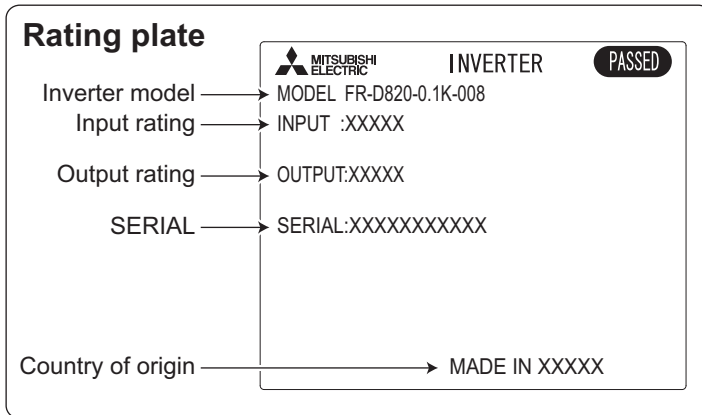 Rating plate
MITSUBISHI
ELECTRIC
INVERTER
PASSED
Inverter model
MODEL FR-D820-0.1K-008
Input rating
INPUT :XXXXX
Output rating
OUTPUT:XXXXX
SERIAL
SERIAL:XXXXXXXXXXX
Country of origin
MADE IN XXXXX